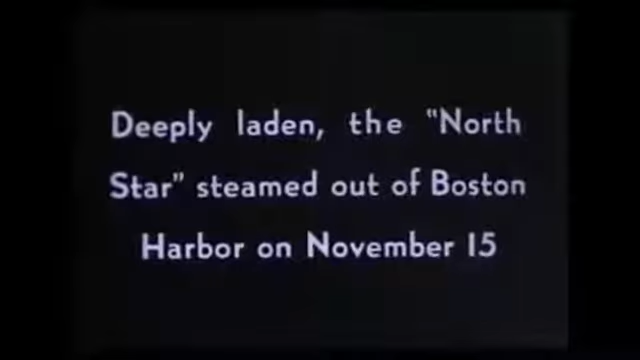 Deeply laden, the "North
Star" steamed out of Boston
Harbor on November 15